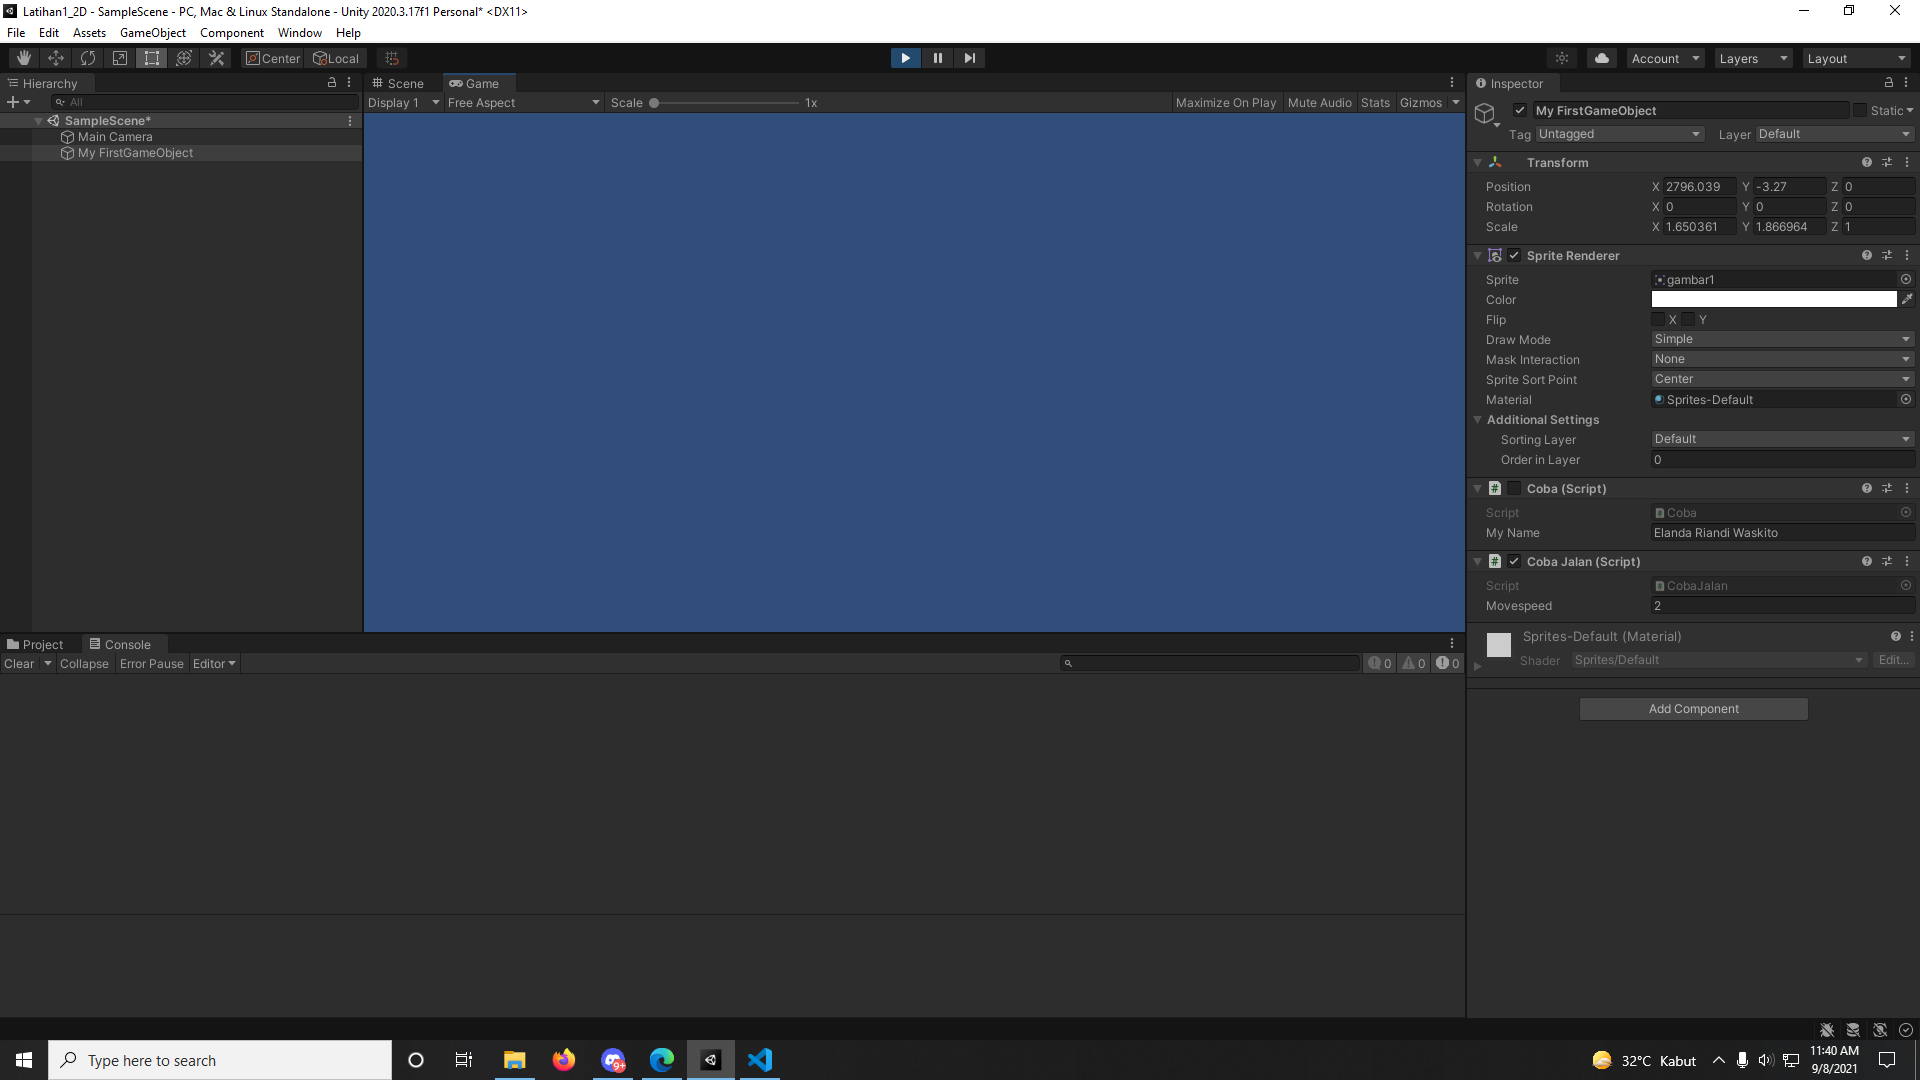 Latihan1_2D - SampleScene - PC, Mac & Linux Standalone - Unity 2020.3.17f1 Personal* <DX11>
File Edit Assets GameObject Component Window Help
Center Local Account Layers Layout
Hierarchy
All
SampleScene*
Main Camera
My FirstGameObject
Scene Game
Display 1 Free Aspect Scale 1x Maximize On Play Mute Audio Stats Gizmos
Inspector
My FirstGameObject Static
Tag Untagged Layer Default
Transform
Position X 2796.039 Y -3.27 Z 0
Rotation X 0 Y 0 Z 0
Scale X 1.650361 Y 1.866964 Z 1
Sprite Renderer
Sprite gambar1
Color
Flip X Y
Draw Mode Simple
Mask Interaction None
Sprite Sort Point Center
Material Sprites-Default
Additional Settings
Sorting Layer Default
Order in Layer 0
Coba (Script)
Script Coba
My Name Elanda Riandi Waskito
Coba Jalan (Script)
Script CobaJalan
Movespeed 2
Sprites-Default (Material)
Shader Sprites/Default Edit...
Add Component
Project Console
Clear Collapse Error Pause Editor 0 0 0
Type here to search
9+
32°C Kabut
11:40 AM
9/8/2021